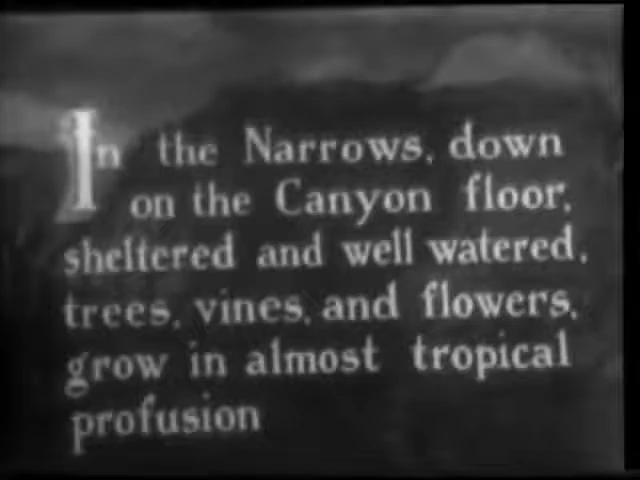 In the Narrows, down
on the Canyon floor,
sheltered and well watered,
trees, vines, and flowers,
grow in almost tropical
profusion